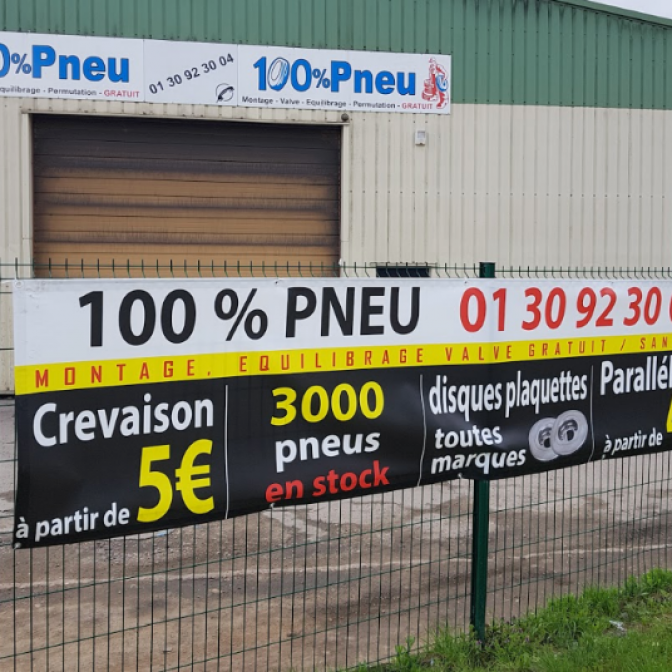 0%Pneu
quilibrage - Permutation - GRATUIT
01 30 92 30 04
100%Pneu
Montage - Valve - Equilibrage - Permutation - GRATUIT
100 % PNEU 01 30 92 30
MONTAGE, EQUILIBRAGE VALVE GRATUIT / SAN
Crevaison
à partir de 5€
3000
pneus
en stock
disques plaquettes
toutes
marques
Parallél
à partir de